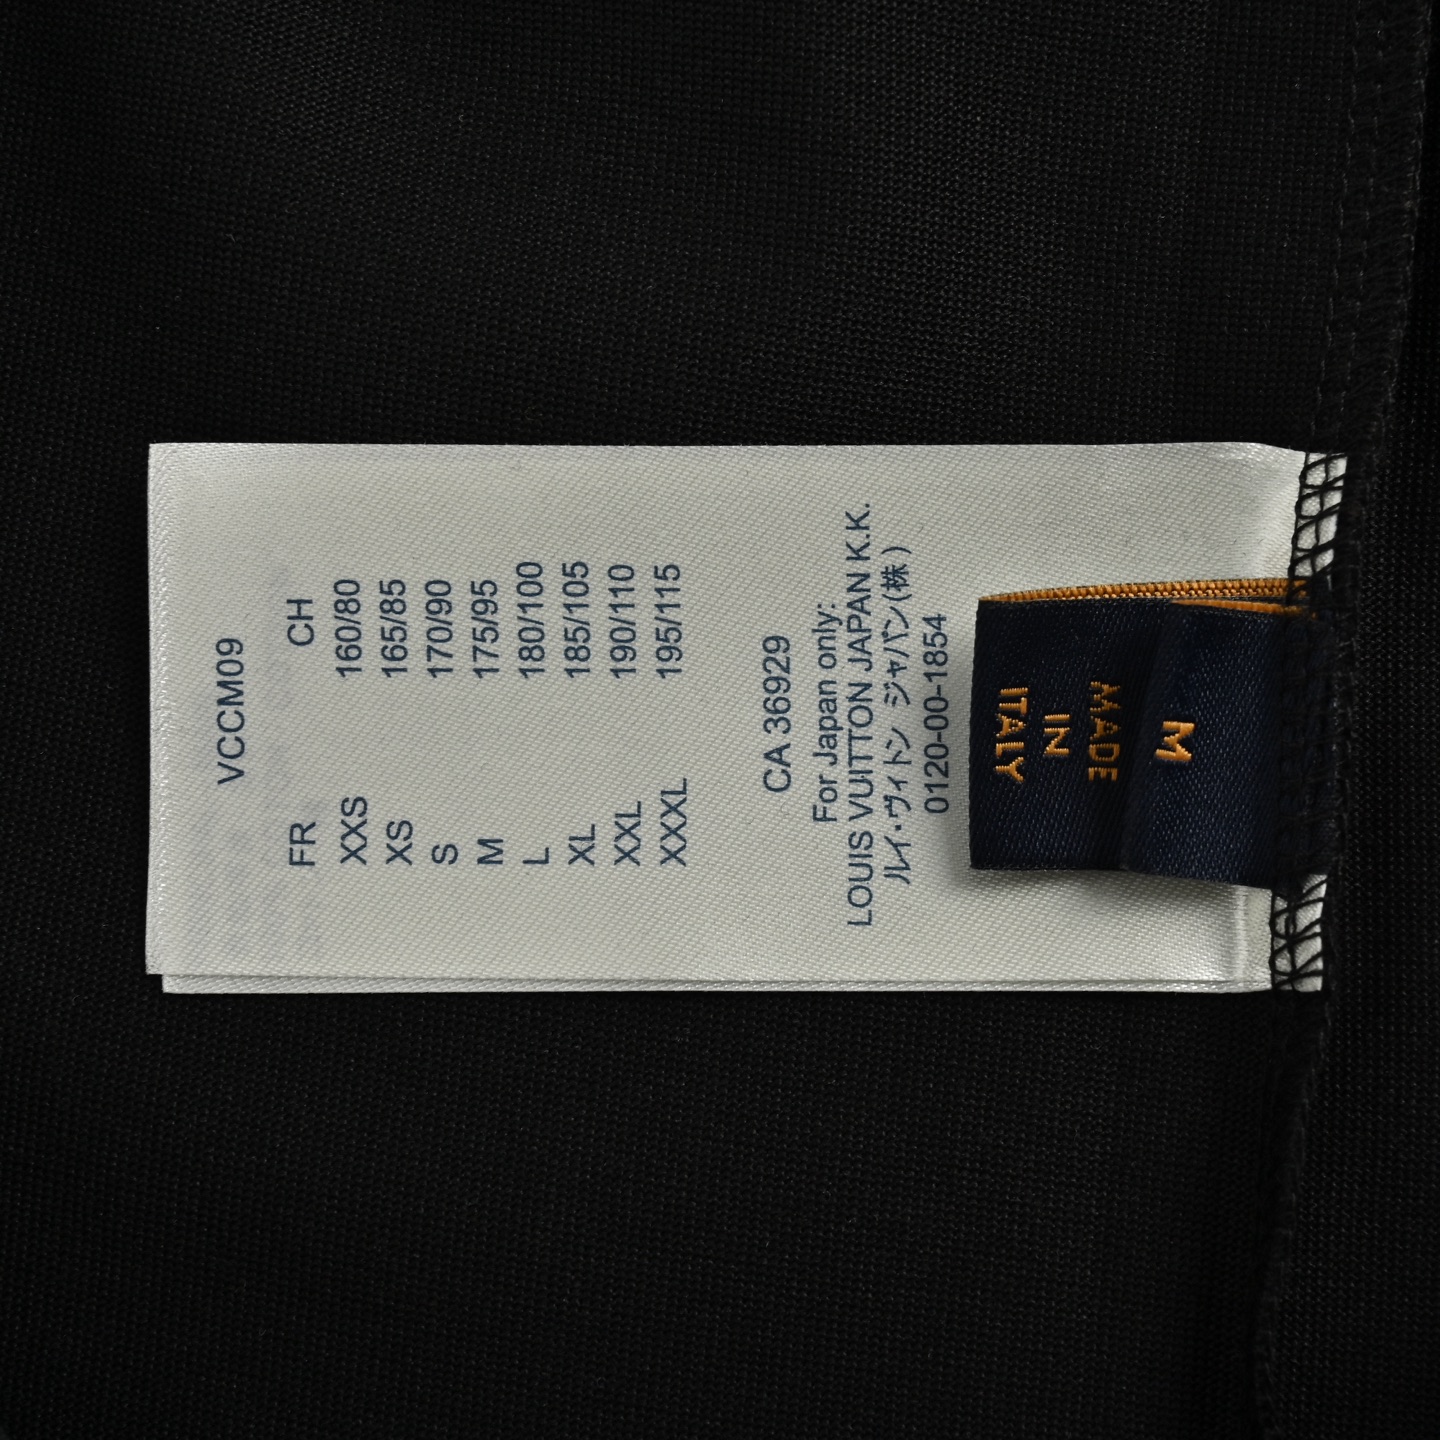 VCCM09
FR CH
XXS 160/80
XS 165/85
S 170/90
M 175/95
L 180/100
XL 185/105
XXL 190/110
XXXL 195/115
CA 36929
For Japan only:
LOUIS VUITTON JAPAN K.K.
ルイ・ヴィトン ジャパン(株)
0120-00-1854
M
MADE
IN
ITALY